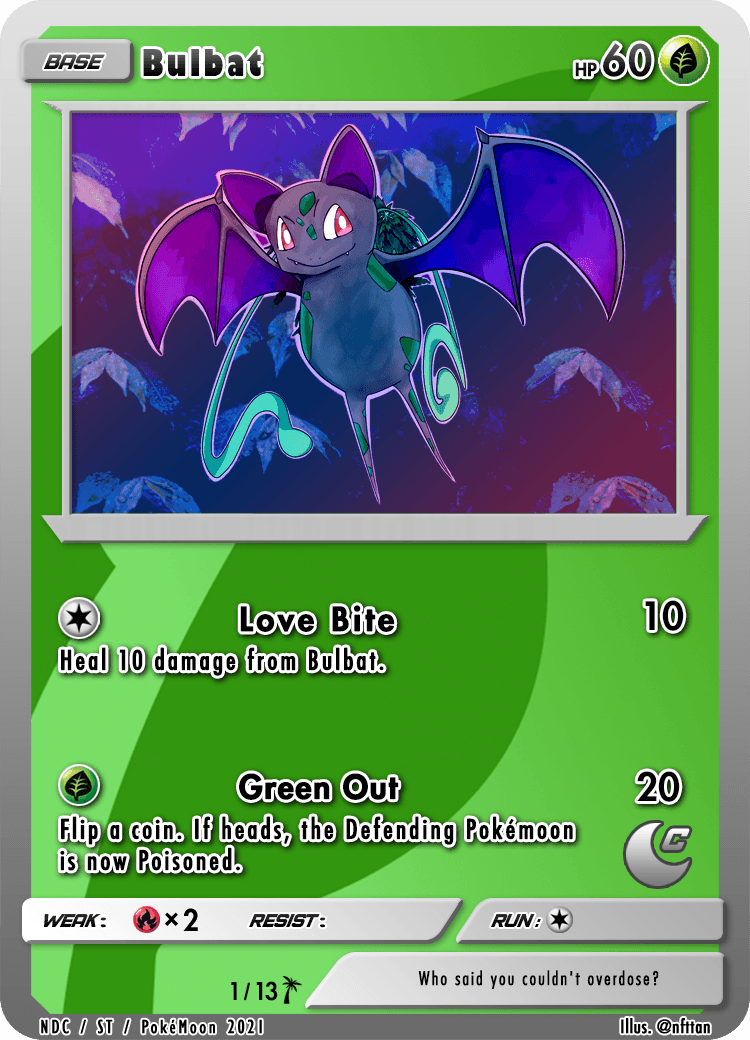 BASE Bulbat HP 60
Love Bite 10
Heal 10 damage from Bulbat.
Green Out 20
Flip a coin. If heads, the Defending Pokémoon
is now Poisoned.
C
WEAK: ×2 RESIST: RUN:
1/13 Who said you couldn't overdose?
NDC / ST / PokéMoon 2021 Illus. @nfttan